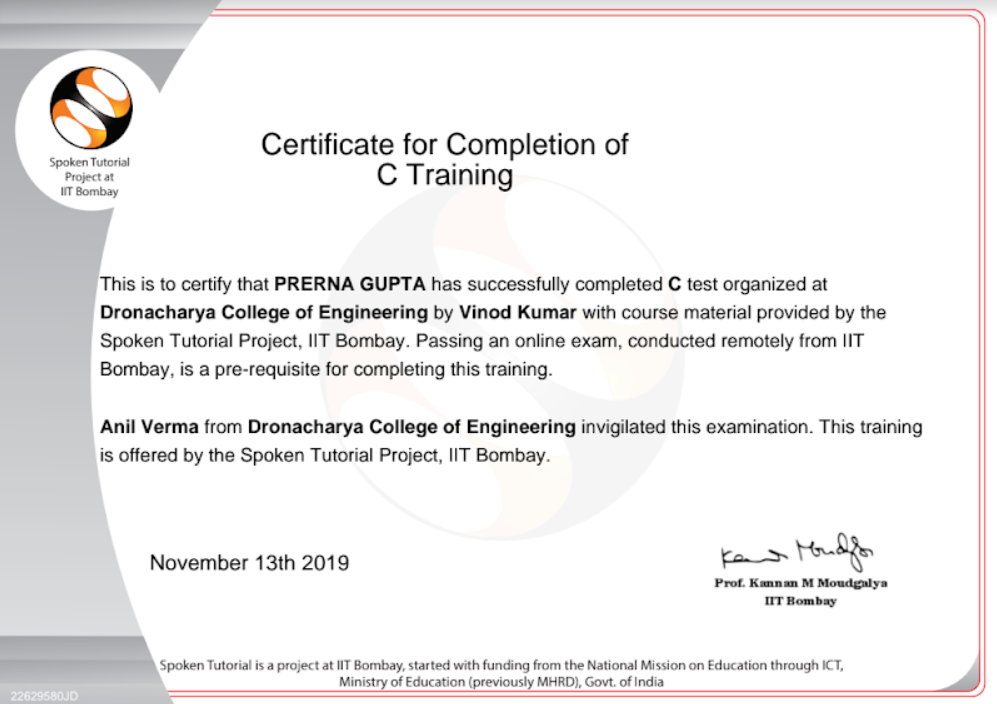 Spoken Tutorial
Project at
IIT Bombay
Certificate for Completion of
C Training
This is to certify that PRERNA GUPTA has successfully completed C test organized at
Dronacharya College of Engineering by Vinod Kumar with course material provided by the
Spoken Tutorial Project, IIT Bombay. Passing an online exam, conducted remotely from IIT
Bombay, is a pre-requisite for completing this training.
Anil Verma from Dronacharya College of Engineering invigilated this examination. This training
is offered by the Spoken Tutorial Project, IIT Bombay.
November 13th 2019
Prof. Kannan M Moudgalya
IIT Bombay
Spoken Tutorial is a project at IIT Bombay, started with funding from the National Mission on Education through ICT,
Ministry of Education (previously MHRD), Govt. of India
22629580JD